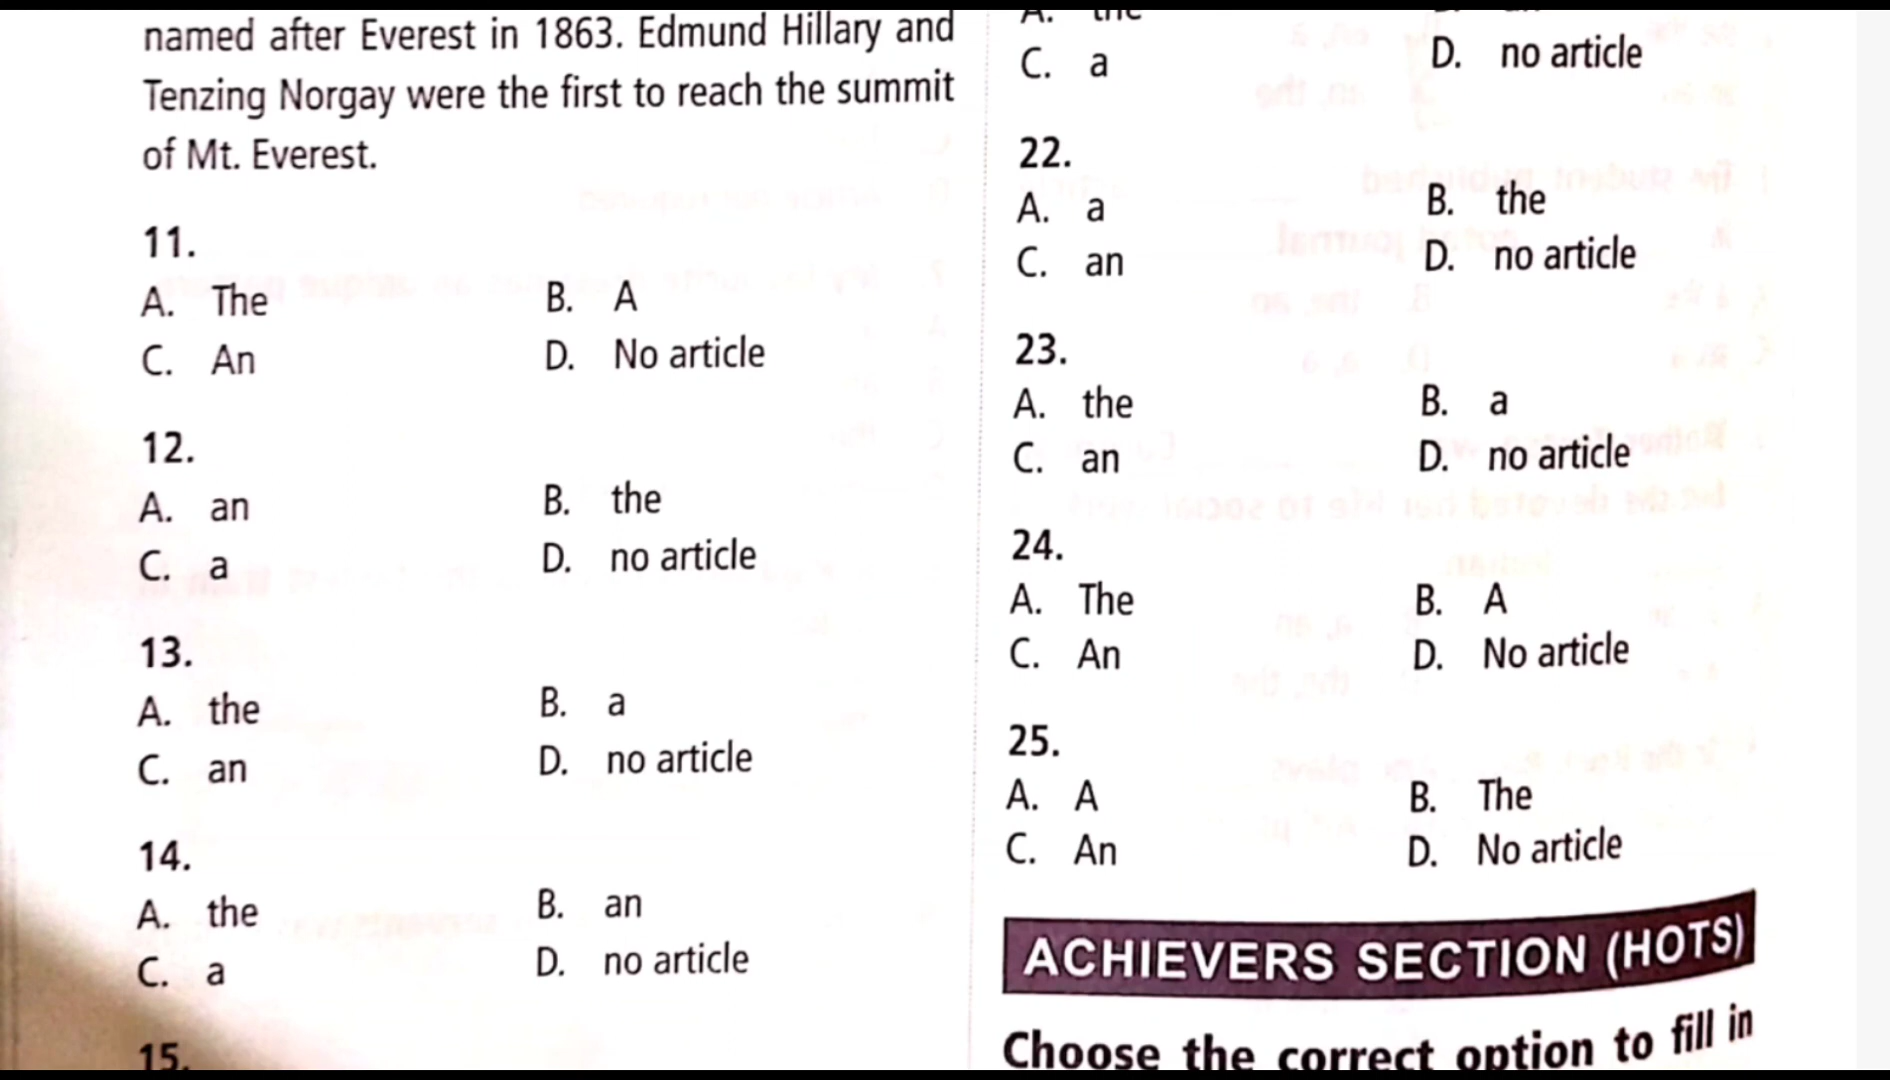 named after Everest in 1863. Edmund Hillary and
Tenzing Norgay were the first to reach the summit
of Mt. Everest.
11.
A. The B. A
C. An D. No article
12.
A. an B. the
C. a D. no article
13.
A. the B. a
C. an D. no article
14.
A. the B. an
C. a D. no article
15.
C. a D. no article
22.
A. a B. the
C. an D. no article
23.
A. the B. a
C. an D. no article
24.
A. The B. A
C. An D. No article
25.
A. A B. The
C. An D. No article
ACHIEVERS SECTION (HOTS)
Choose the correct option to fill in